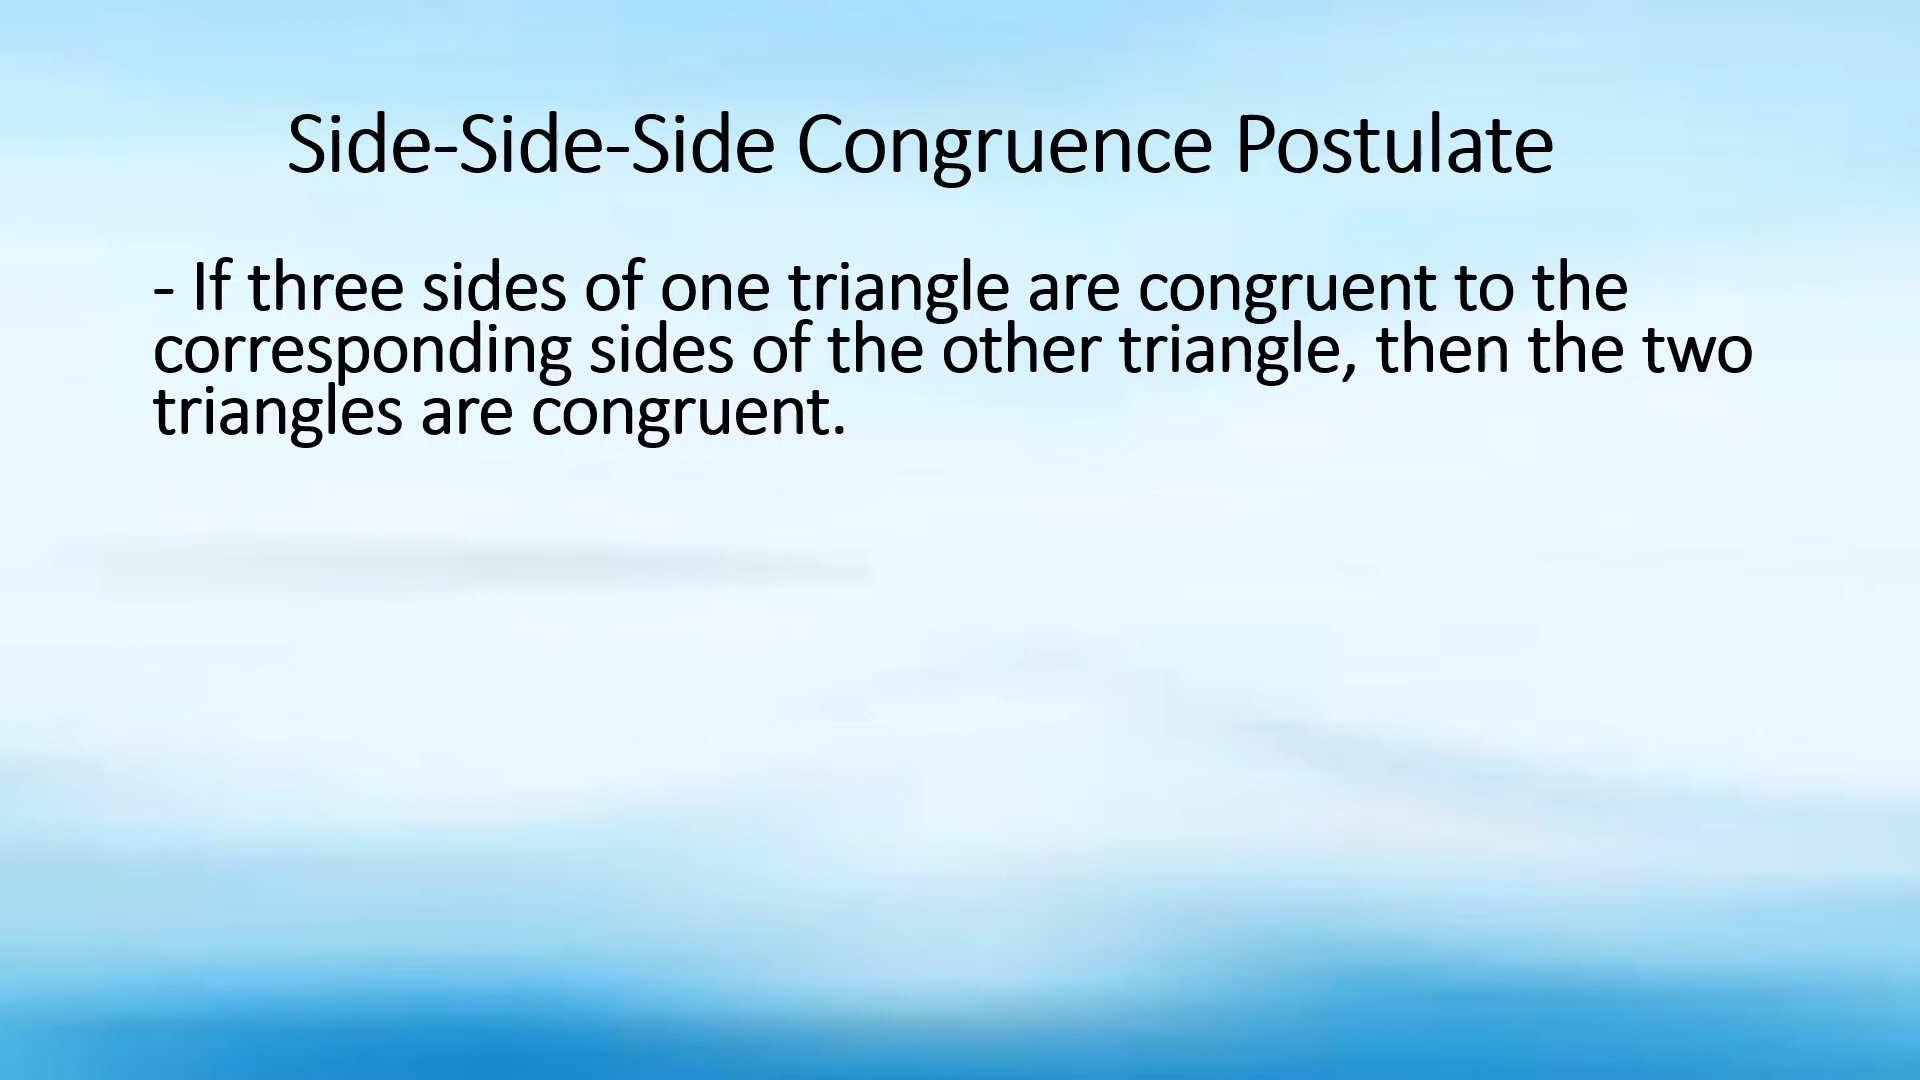 Side-Side-Side Congruence Postulate
- If three sides of one triangle are congruent to the
corresponding sides of the other triangle, then the two
triangles are congruent.